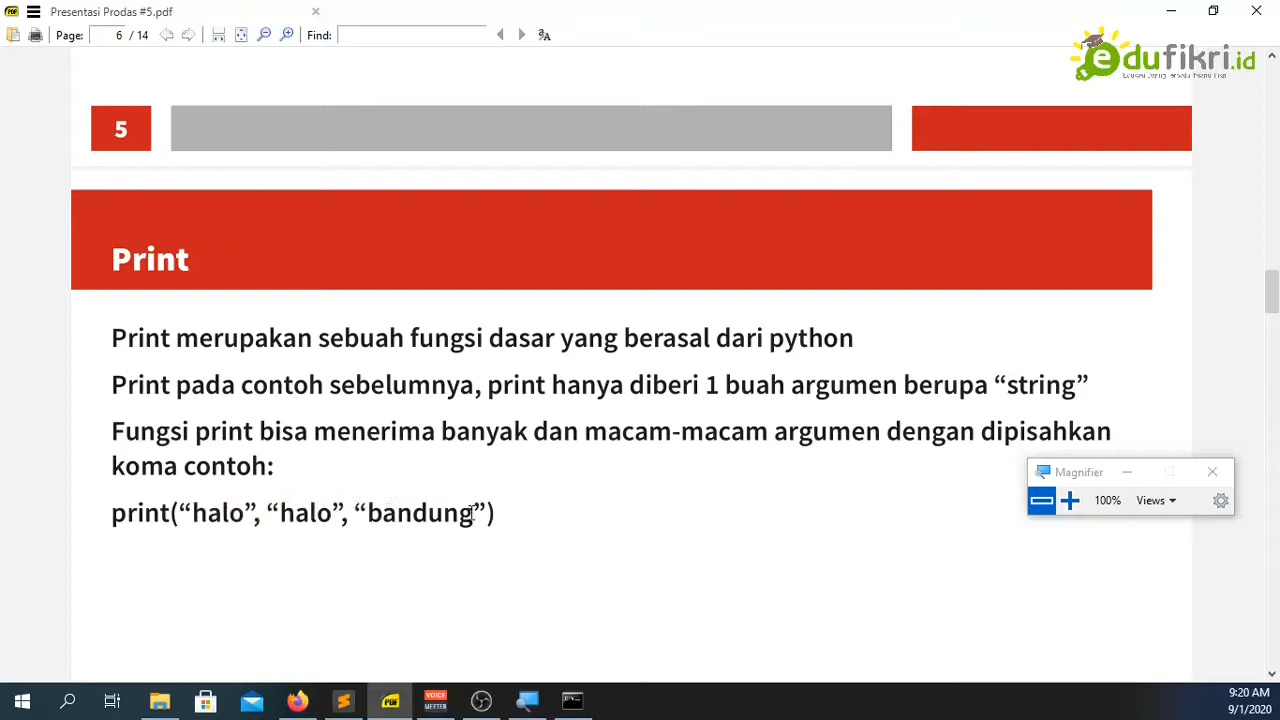 Presentasi Prodas #5.pdf
Page: 6 / 14 Find:
edufikri.id
5
Print
Print merupakan sebuah fungsi dasar yang berasal dari python
Print pada contoh sebelumnya, print hanya diberi 1 buah argumen berupa “string”
Fungsi print bisa menerima banyak dan macam-macam argumen dengan dipisahkan
koma contoh:
print(“halo”, “halo”, “bandung”)
Magnifier
100% Views
VOICE
MEETER
9:20 AM
9/1/2020